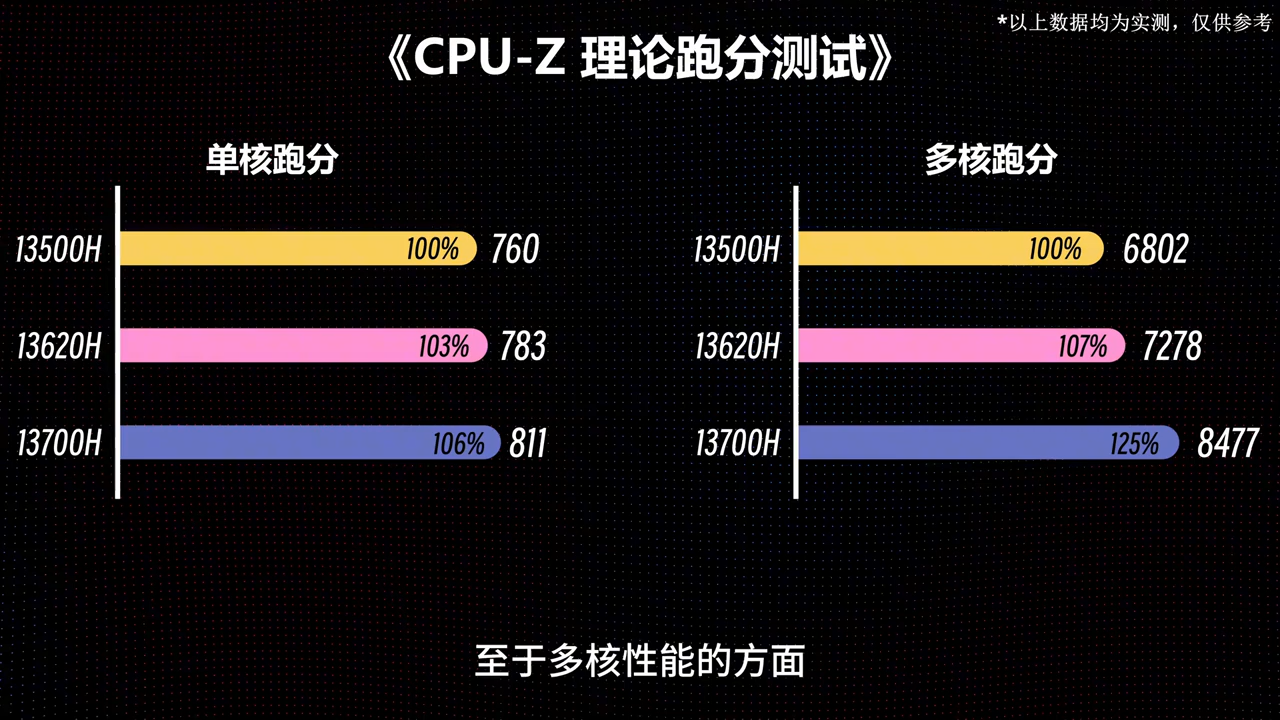 *以上数据均为实测，仅供参考
《CPU-Z 理论跑分测试》
单核跑分
13500H 100% 760
13620H 103% 783
13700H 106% 811
多核跑分
13500H 100% 6802
13620H 107% 7278
13700H 125% 8477
至于多核性能的方面